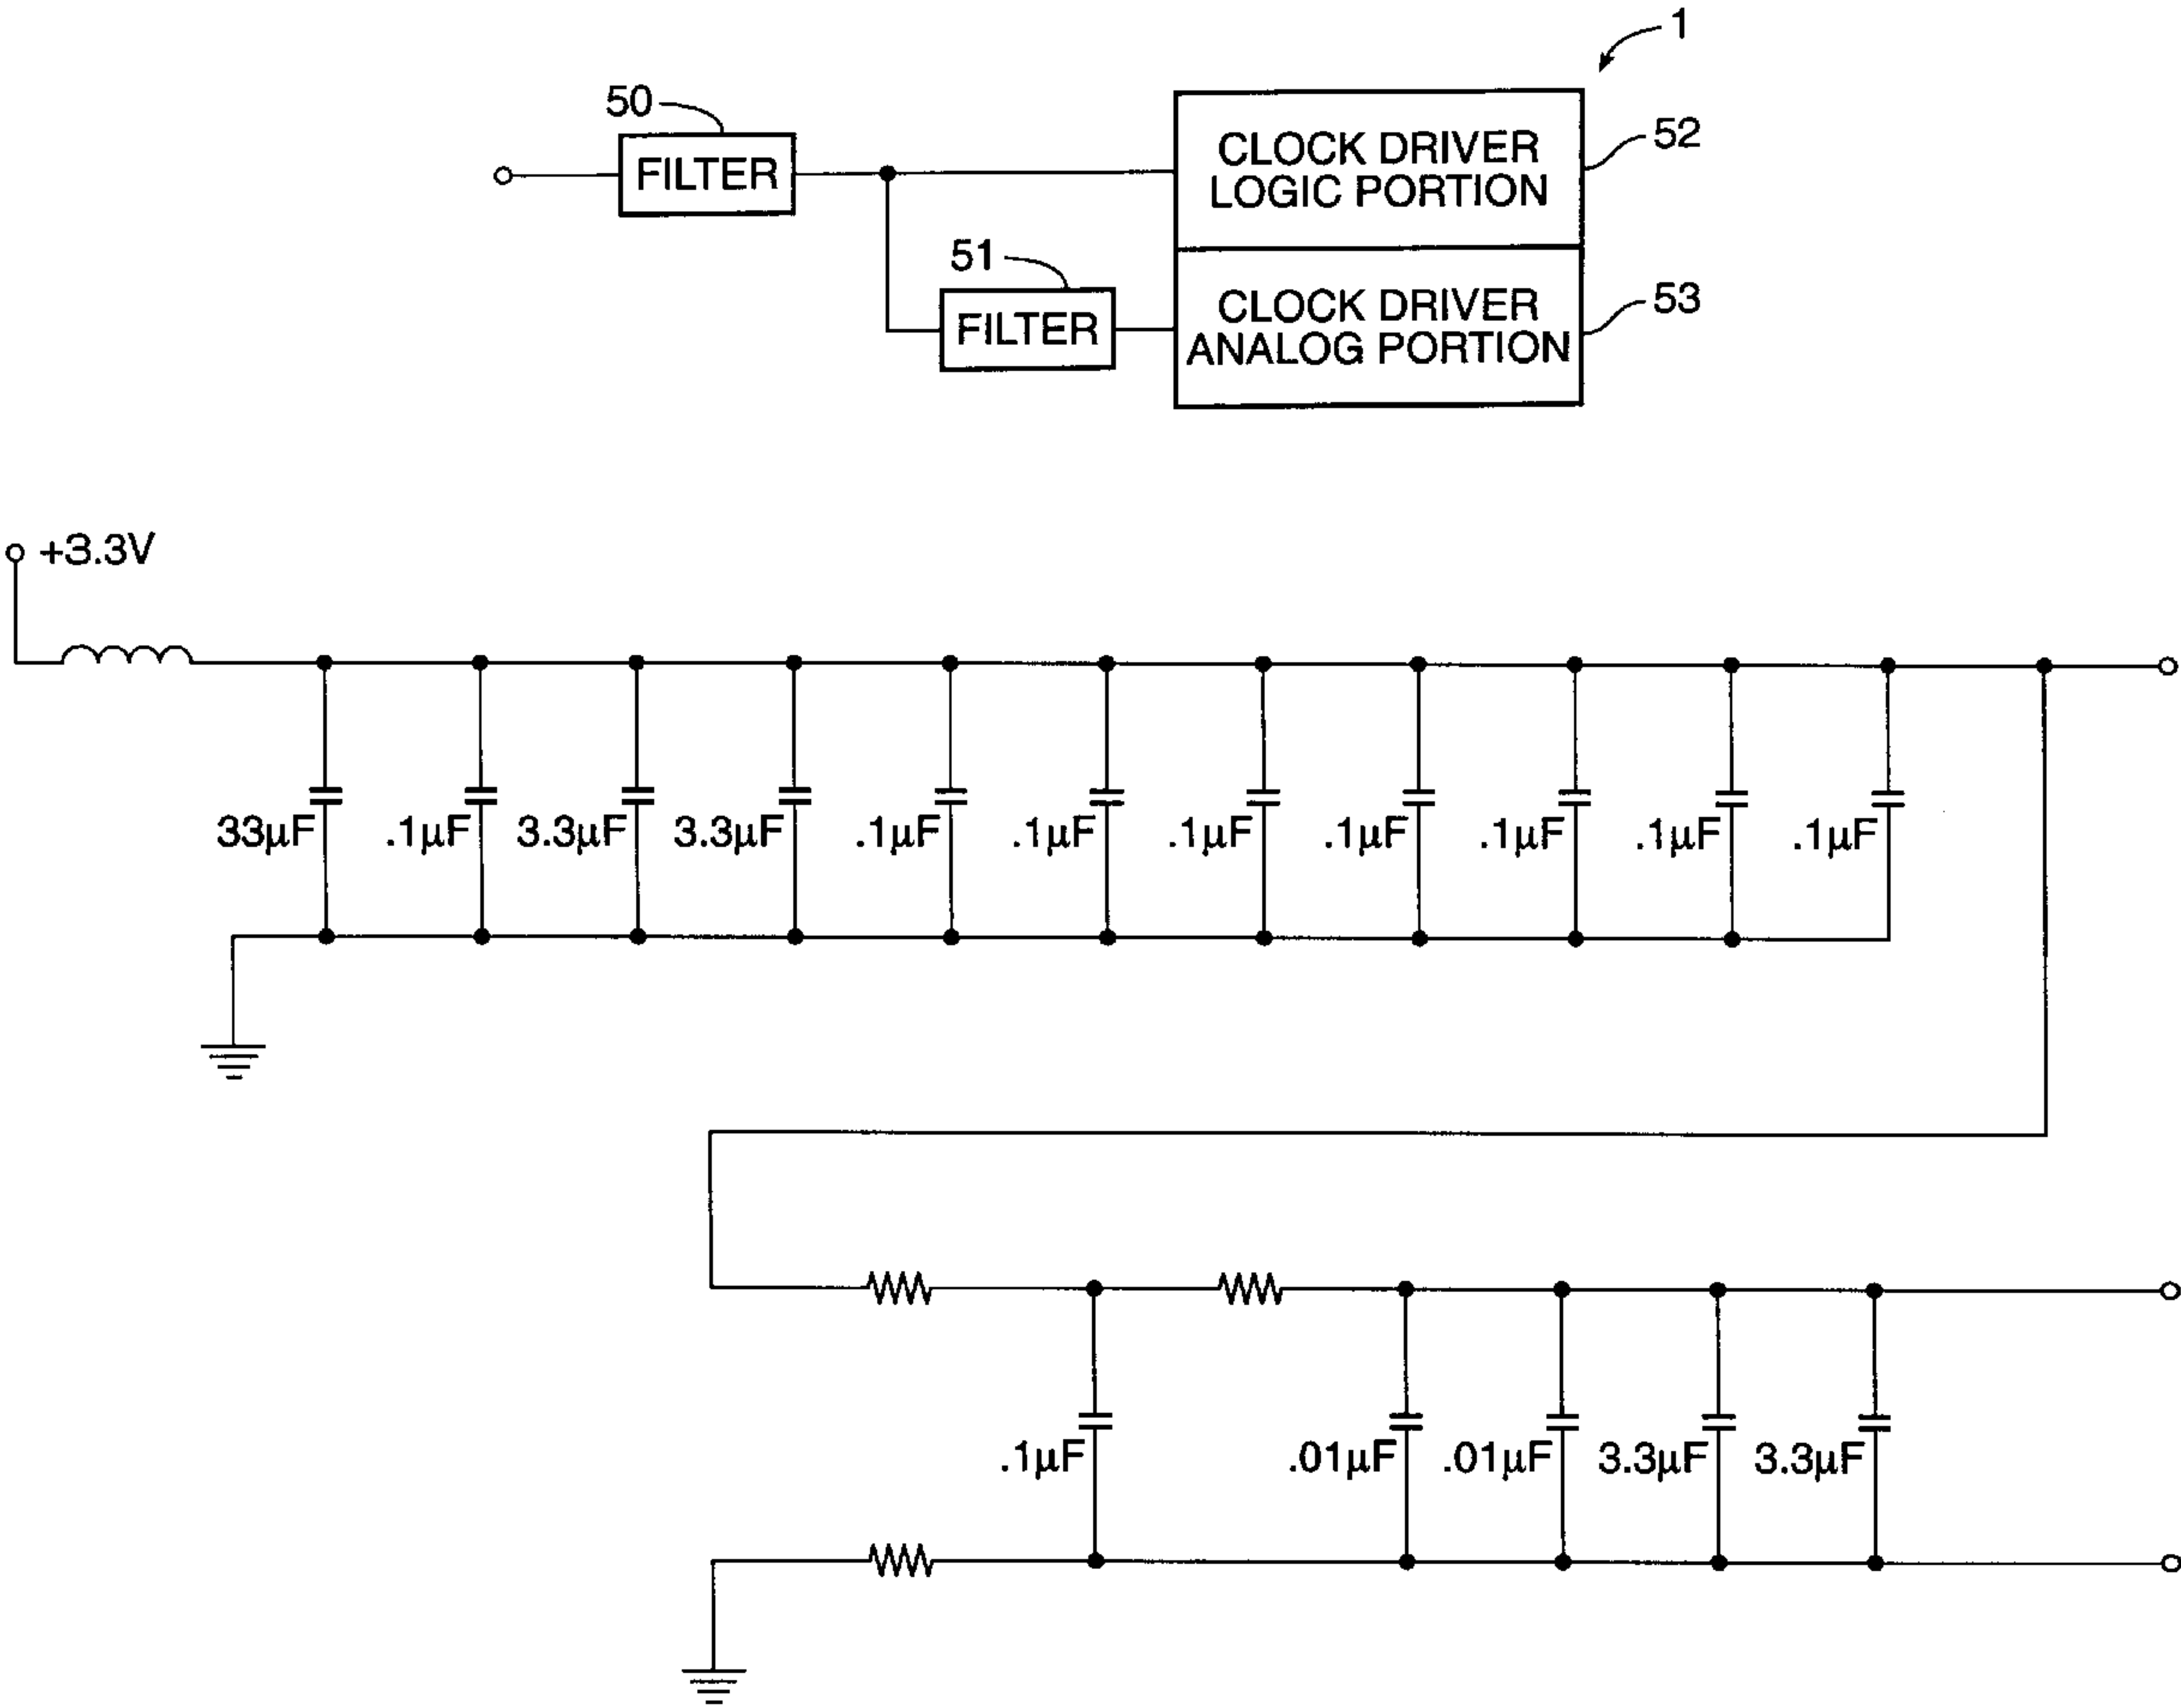 1
50
FILTER
CLOCK DRIVER
LOGIC PORTION
52
51
FILTER
CLOCK DRIVER
ANALOG PORTION
53
+3.3V
33µF
.1µF
3.3µF
3.3µF
.1µF
.1µF
.1µF
.1µF
.1µF
.1µF
.1µF
.1µF
.01µF
.01µF
3.3µF
3.3µF